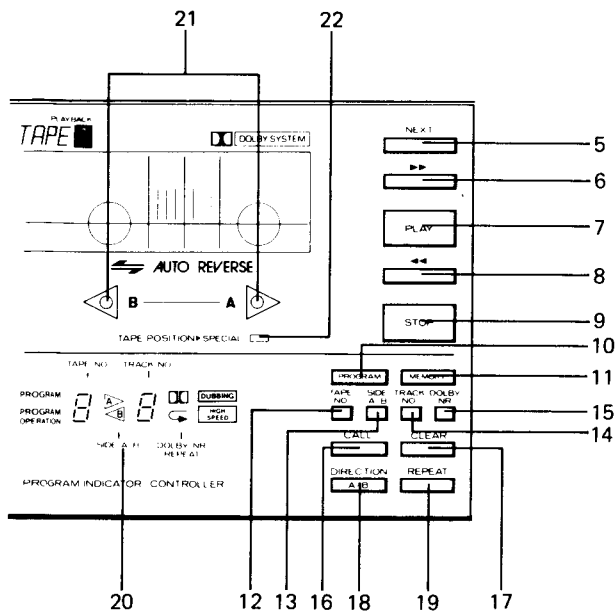 21
22
PLAYBACK
TAPE
DOLBY SYSTEM
NEXT
5
6
PLAY
7
8
AUTO REVERSE
B A
STOP
9
TAPE POSITION SPECIAL
10
TAPE NO. TRACK NO.
PROGRAM
MEMORY
11
PROGRAM
PROGRAM OPERATION
8 A B 8
DUBBING
HIGH SPEED
TAPE NO
SIDE A B
TRACK NO
DOLBY NR
15
14
CALL
CLEAR
SIDE A B
DOLBY NR
REPEAT
DIRECTION
A B
REPEAT
PROGRAM INDICATOR CONTROLLER
20 12 13 16 18 19 17